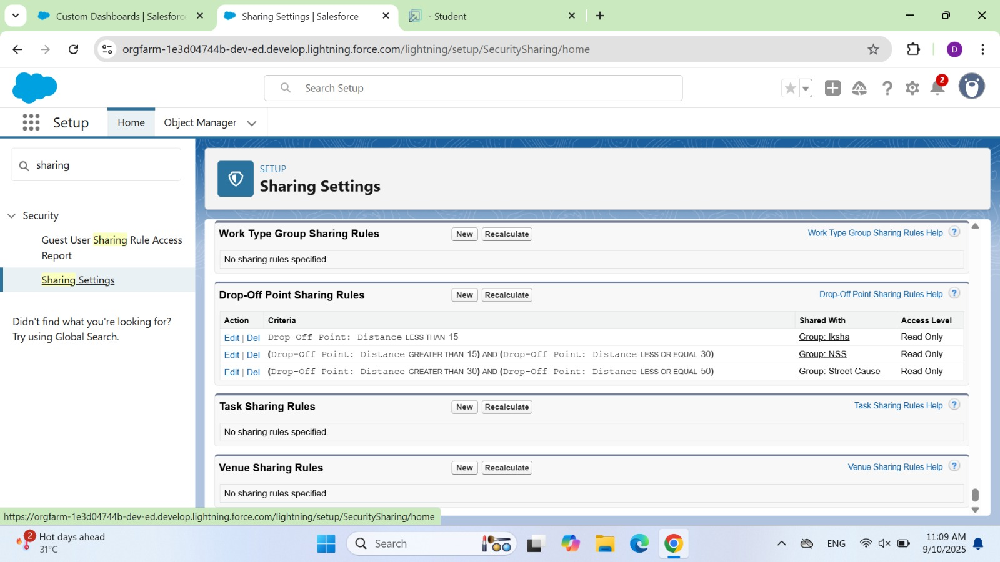 Custom Dashboards | Salesforc
Sharing Settings | Salesforce
- Student
orgfarm-1e3d04744b-dev-ed.develop.lightning.force.com/lightning/setup/SecuritySharing/home
D
Search Setup
2
Setup
Home
Object Manager
sharing
Security
Guest User Sharing Rule Access
Report
Sharing Settings
Didn't find what you're looking for?
Try using Global Search.
SETUP
Sharing Settings
Work Type Group Sharing Rules New Recalculate Work Type Group Sharing Rules Help ?
No sharing rules specified.
Drop-Off Point Sharing Rules New Recalculate Drop-Off Point Sharing Rules Help ?
Action Criteria Shared With Access Level
Edit | Del Drop-Off Point: Distance LESS THAN 15 Group: Iksha Read Only
Edit | Del (Drop-Off Point: Distance GREATER THAN 15) AND (Drop-Off Point: Distance LESS OR EQUAL 30) Group: NSS Read Only
Edit | Del (Drop-Off Point: Distance GREATER THAN 30) AND (Drop-Off Point: Distance LESS OR EQUAL 50) Group: Street Cause Read Only
Task Sharing Rules New Recalculate Task Sharing Rules Help ?
No sharing rules specified.
Venue Sharing Rules New Recalculate Venue Sharing Rules Help ?
No sharing rules specified.
https://orgfarm-1e3d04744b-dev-ed.develop.lightning.force.com/lightning/setup/SecuritySharing/home
2
Hot days ahead
31°C
Search
ENG
11:09 AM
9/10/2025